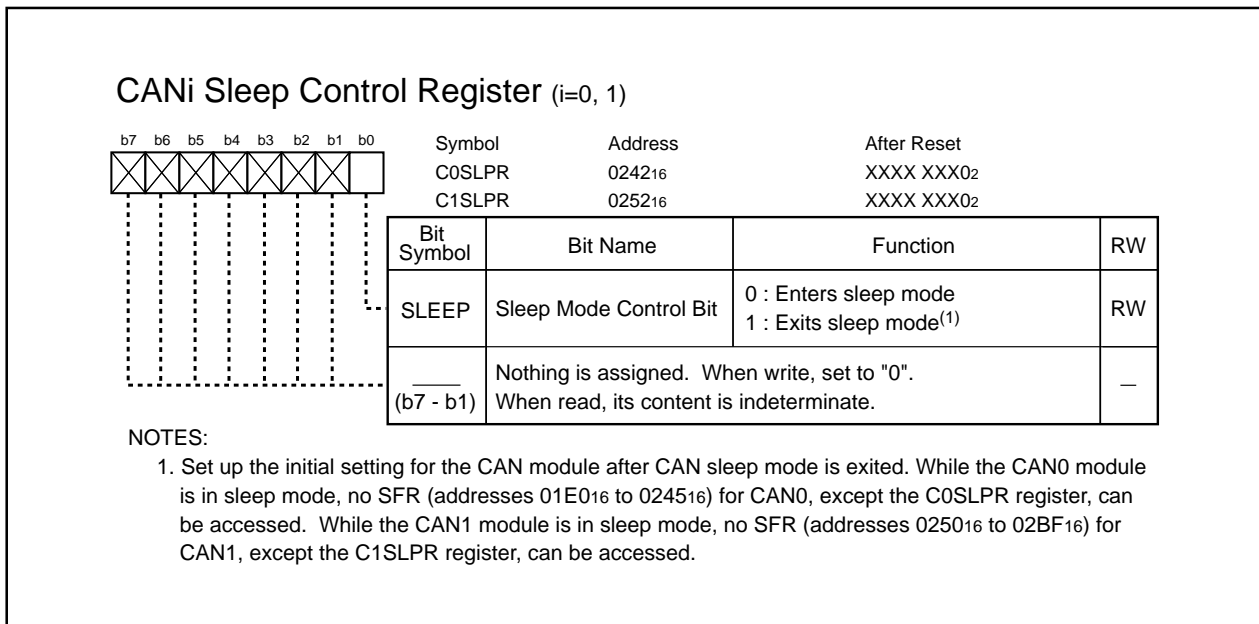 CANi Sleep Control Register (i=0, 1)
b7 b6 b5 b4 b3 b2 b1 b0
Symbol Address After Reset
C0SLPR 024216 XXXX XXX02
C1SLPR 025216 XXXX XXX02
Bit Symbol Bit Name Function RW
SLEEP Sleep Mode Control Bit 0 : Enters sleep mode
1 : Exits sleep mode(1) RW
(b7 - b1) Nothing is assigned. When write, set to "0".
When read, its content is indeterminate. —
NOTES:
1. Set up the initial setting for the CAN module after CAN sleep mode is exited. While the CAN0 module
is in sleep mode, no SFR (addresses 01E016 to 024516) for CAN0, except the C0SLPR register, can
be accessed. While the CAN1 module is in sleep mode, no SFR (addresses 025016 to 02BF16) for
CAN1, except the C1SLPR register, can be accessed.